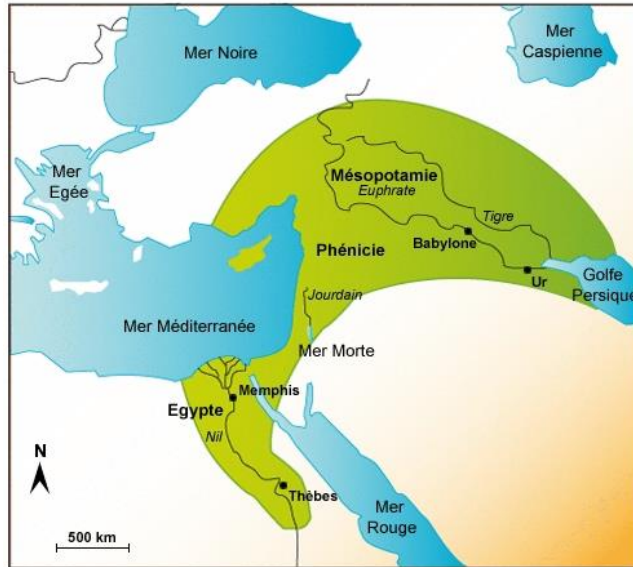 Mer Noire
Mer
Caspienne
Mer
Egée
Mésopotamie
Euphrate
Tigre
Babylone
Phénicie
Ur
Golfe
Persique
Jourdain
Mer Méditerranée
Mer Morte
Memphis
Egypte
Nil
N
Thèbes
Mer
Rouge
500 km